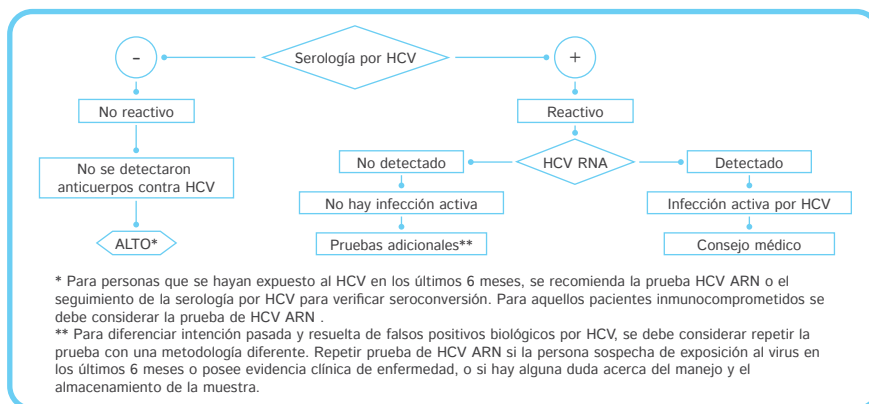 Serología por HCV
-
+
No reactivo
Reactivo
No se detectaron
anticuerpos contra HCV
No detectado
HCV RNA
Detectado
No hay infección activa
Infección activa por HCV
ALTO*
Pruebas adicionales**
Consejo médico
* Para personas que se hayan expuesto al HCV en los últimos 6 meses, se recomienda la prueba HCV ARN o el
seguimiento de la serología por HCV para verificar seroconversión. Para aquellos pacientes inmunocomprometidos se
debe considerar la prueba de HCV ARN .
** Para diferenciar intención pasada y resuelta de falsos positivos biológicos por HCV, se debe considerar repetir la
prueba con una metodología diferente. Repetir prueba de HCV ARN si la persona sospecha de exposición al virus en
los últimos 6 meses o posee evidencia clínica de enfermedad, o si hay alguna duda acerca del manejo y el
almacenamiento de la muestra.